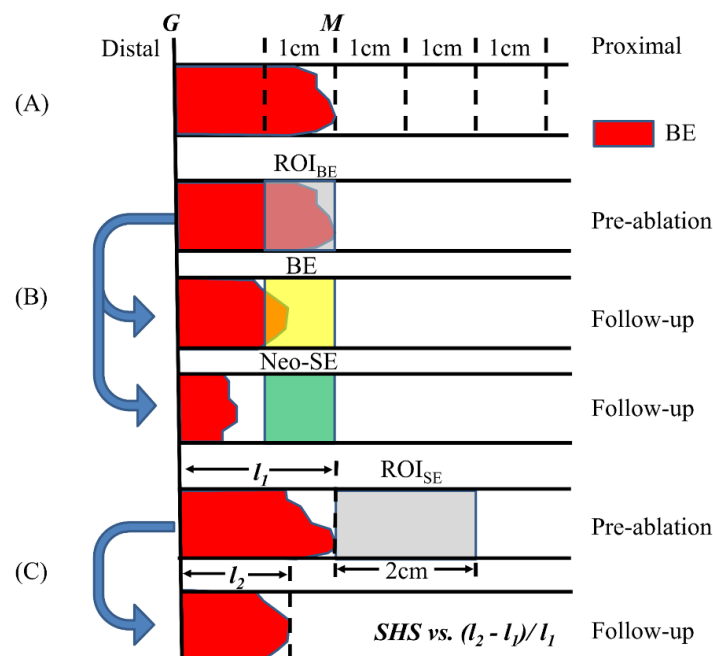 G M
Distal 1cm 1cm 1cm 1cm Proximal
(A)
BE
ROI_BE
Pre-ablation
BE
(B)
Follow-up
Neo-SE
Follow-up
l_1 ROI_SE
Pre-ablation
(C) l_2 2cm
SHS vs. (l_2 - l_1)/ l_1 Follow-up